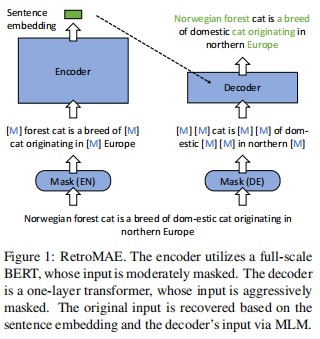 Sentence
embedding
Norwegian forest cat is a breed
of domestic cat originating in
northern Europe
Encoder
Decoder
[M] forest cat is a breed of [M]
cat originating in [M] Europe
[M] [M] cat is [M] [M] of dom-
estic [M] [M] in northern [M]
Mask (EN)
Mask (DE)
Norwegian forest cat is a breed of dom-estic cat originating in
northern Europe
Figure 1: RetroMAE. The encoder utilizes a full-scale
BERT, whose input is moderately masked. The decoder
is a one-layer transformer, whose input is aggressively
masked. The original input is recovered based on the
sentence embedding and the decoder's input via MLM.